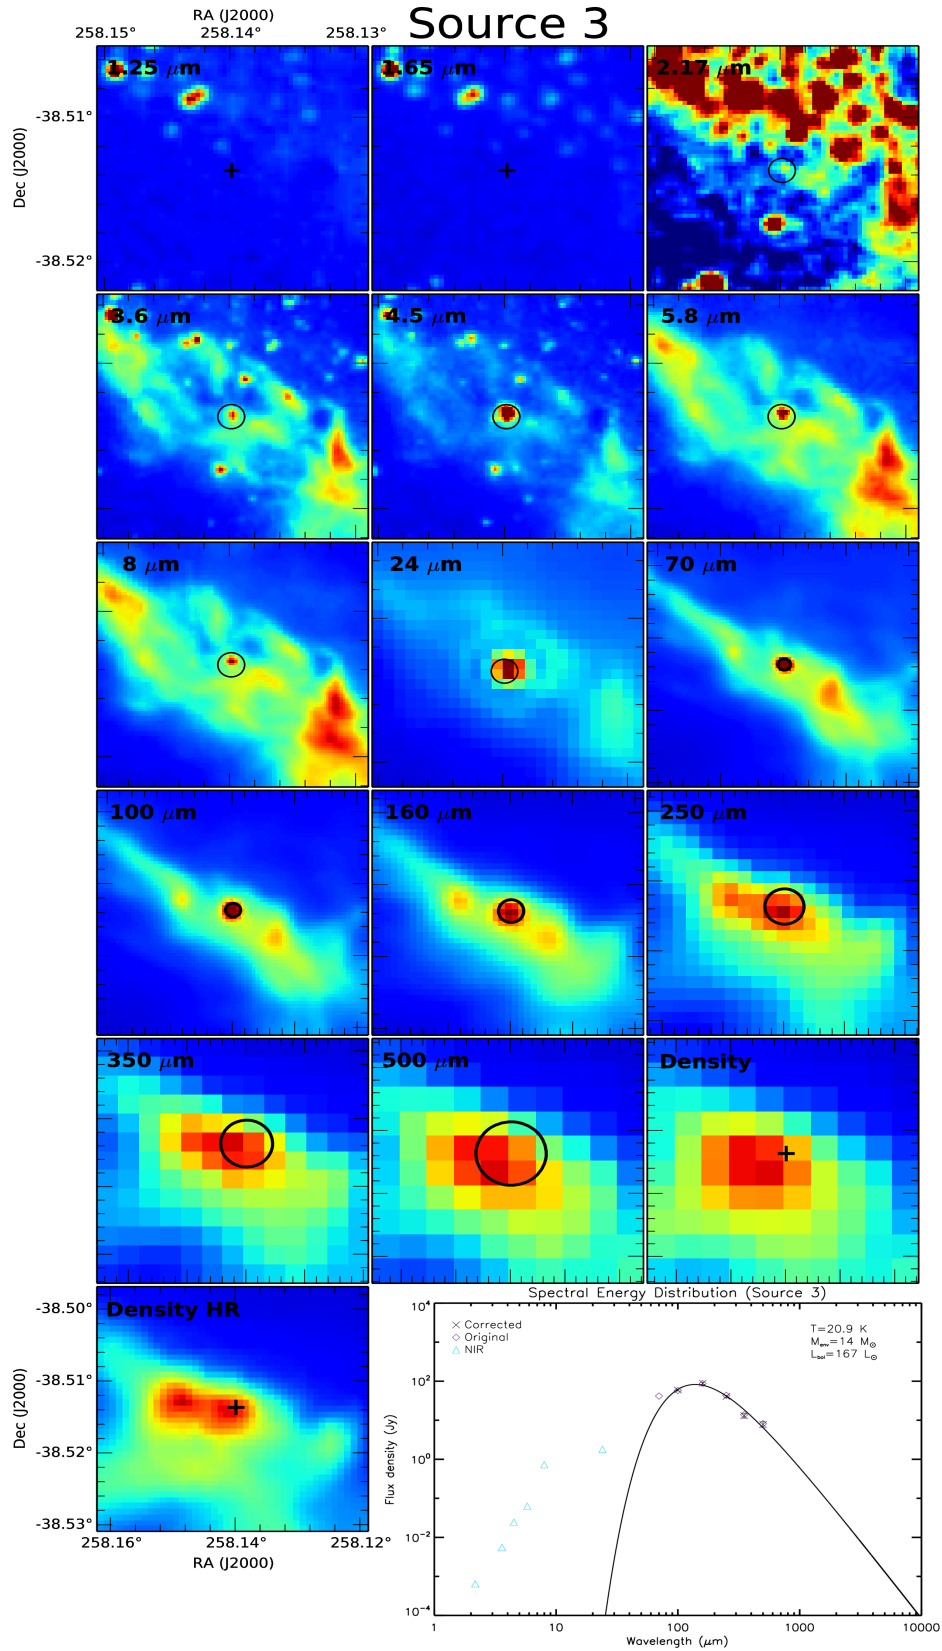 Source 3
RA (J2000)
258.15° 258.14° 258.13°
1.25 μm 1.65 μm 2.17 μm
-38.51°
Dec (J2000)
-38.52°
3.6 μm 4.5 μm 5.8 μm
8 μm 24 μm 70 μm
100 μm 160 μm 250 μm
350 μm 500 μm Density
Density HR
-38.50°
-38.51°
Dec (J2000)
-38.52°
-38.53°
258.16° 258.14° 258.12°
RA (J2000)
Spectral Energy Distribution (Source 3)
× Corrected
◇ Original
△ NIR
T=20.9 K
Menv=14 M⊙
Lbol=167 L⊙
Flux density (Jy)
10⁴
10²
10⁰
10⁻²
10⁻⁴
1 10 100 1000 10000
Wavelength (μm)